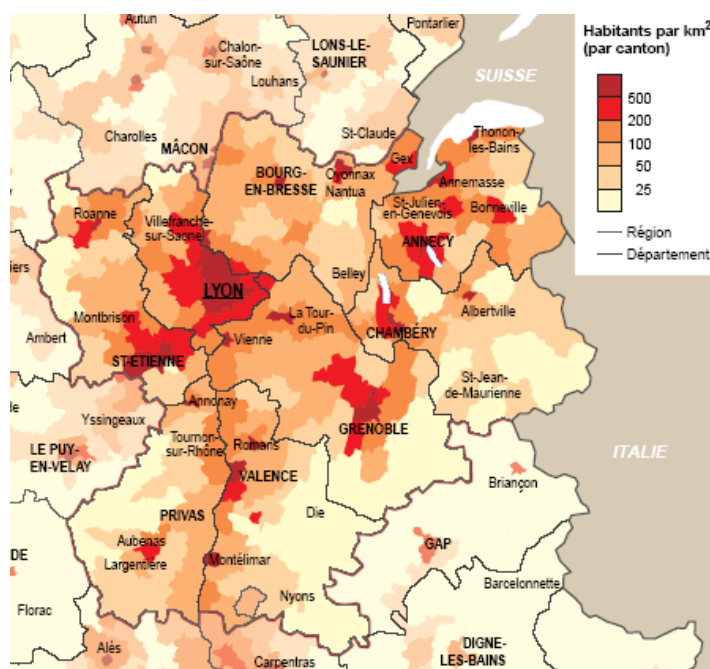 Autun
Pontarlier
Chalon-
sur-Saône
LONS-LE-
SAUNIER
Louhans
SUISSE
Charolles
MÂCON
St-Claude
Thonon-
les-Bains
Gex
BOURG-
EN-BRESSE
Oyonnax
Nantua
Annemasse
Roanne
Villefranche-
sur-Saône
St-Julien-
en-Genevois
Bonneville
ANNECY
iers
LYON
Belley
Montbrison
La Tour-
du-Pin
Albertville
CHAMBÉRY
Ambert
Vienne
ST-ETIENNE
St-Jean-
de-Maurienne
Annonay
de
Yssingeaux
GRENOBLE
LE PUY-
EN-VELAY
Tournon-
sur-Rhône
Romans
ITALIE
VALENCE
Briançon
PRIVAS
Die
Aubenas
GAP
DE
Largentière
Montélimar
Barcelonnette
Florac
Nyons
Alès
Carpentras
DIGNE-
LES-BAINS
Habitants par km²
(par canton)
500
200
100
50
25
Région
Département